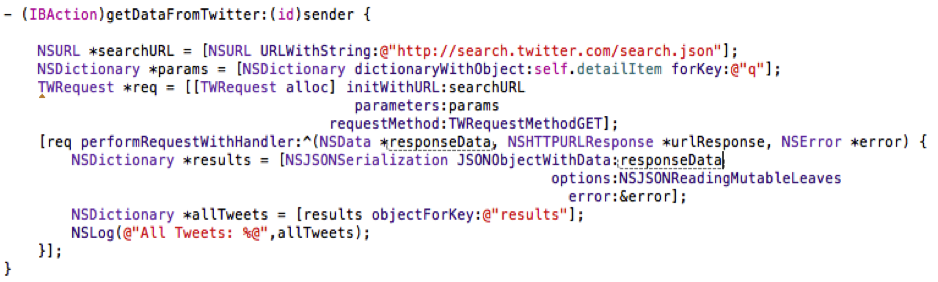 - (IBAction)getDataFromTwitter:(id)sender {
NSURL *searchURL = [NSURL URLWithString:@"http://search.twitter.com/search.json"];
NSDictionary *params = [NSDictionary dictionaryWithObject:self.detailItem forKey:@"q"];
TWRequest *req = [[TWRequest alloc] initWithURL:searchURL
parameters:params
requestMethod:TWRequestMethodGET];
[req performRequestWithHandler:^(NSData *responseData, NSHTTPURLResponse *urlResponse, NSError *error) {
NSDictionary *results = [NSJSONSerialization JSONObjectWithData:responseData
options:NSJSONReadingMutableLeaves
error:&error];
NSDictionary *allTweets = [results objectForKey:@"results"];
NSLog(@"All Tweets: %@",allTweets);
}];
}